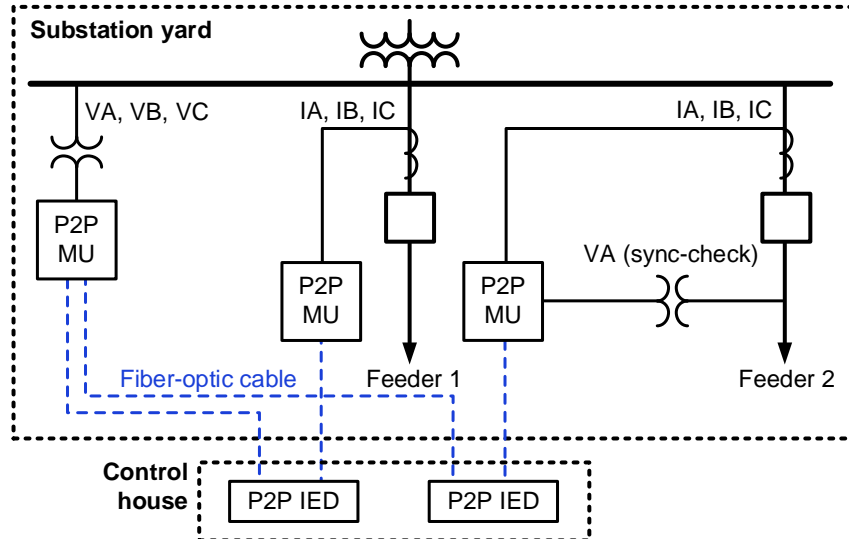 Substation yard
VA, VB, VC
IA, IB, IC
IA, IB, IC
P2P
MU
VA (sync-check)
P2P
MU
P2P
MU
Fiber-optic cable
Feeder 1
Feeder 2
Control
house
P2P IED
P2P IED